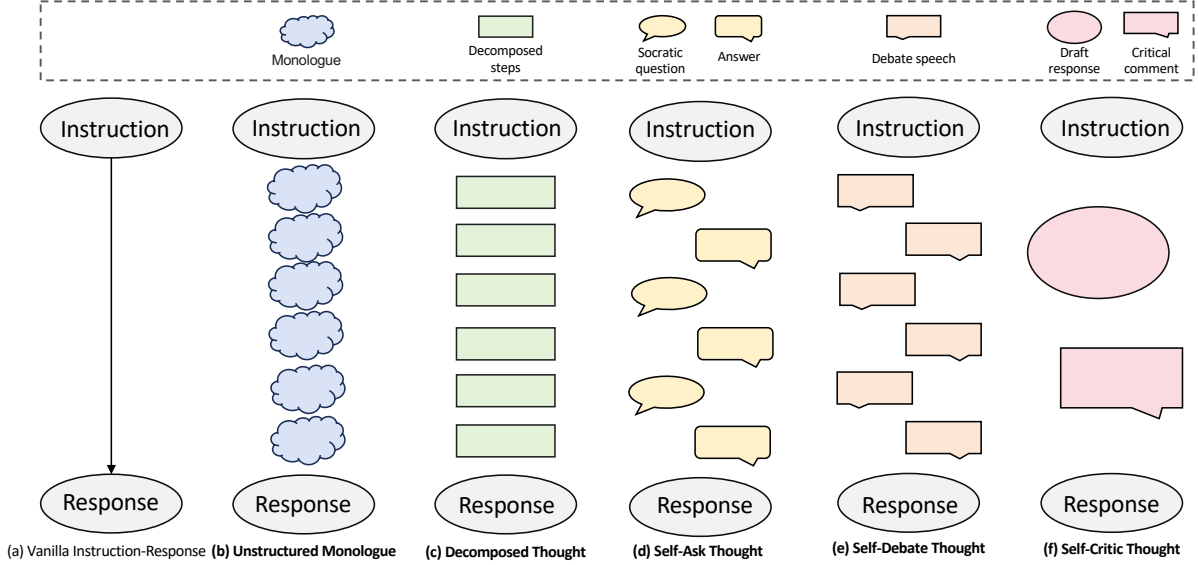 Monologue
Decomposed
steps
Socratic
question
Answer
Debate speech
Draft
response
Critical
comment
Instruction
Instruction
Instruction
Instruction
Instruction
Instruction
Response
Response
Response
Response
Response
Response
(a) Vanilla Instruction-Response
(b) Unstructured Monologue
(c) Decomposed Thought
(d) Self-Ask Thought
(e) Self-Debate Thought
(f) Self-Critic Thought